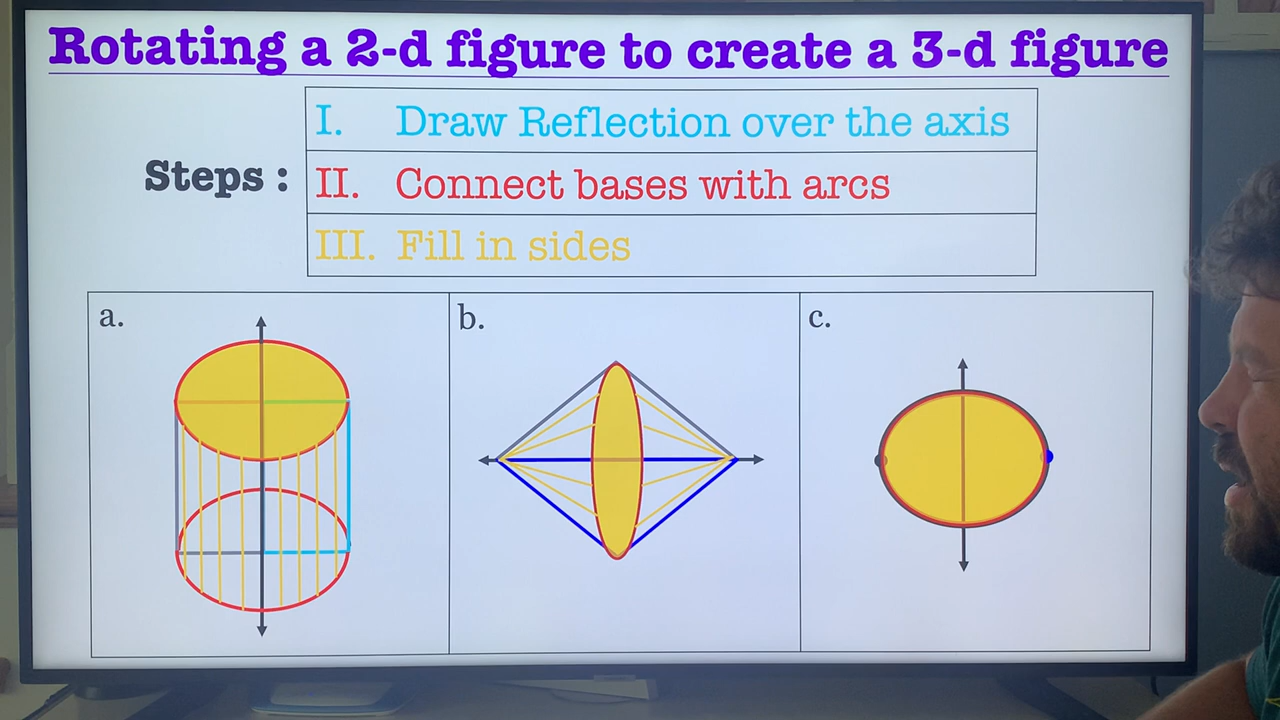 Rotating a 2-d figure to create a 3-d figure
Steps :
I. Draw Reflection over the axis
II. Connect bases with arcs
III. Fill in sides
a. b. c.